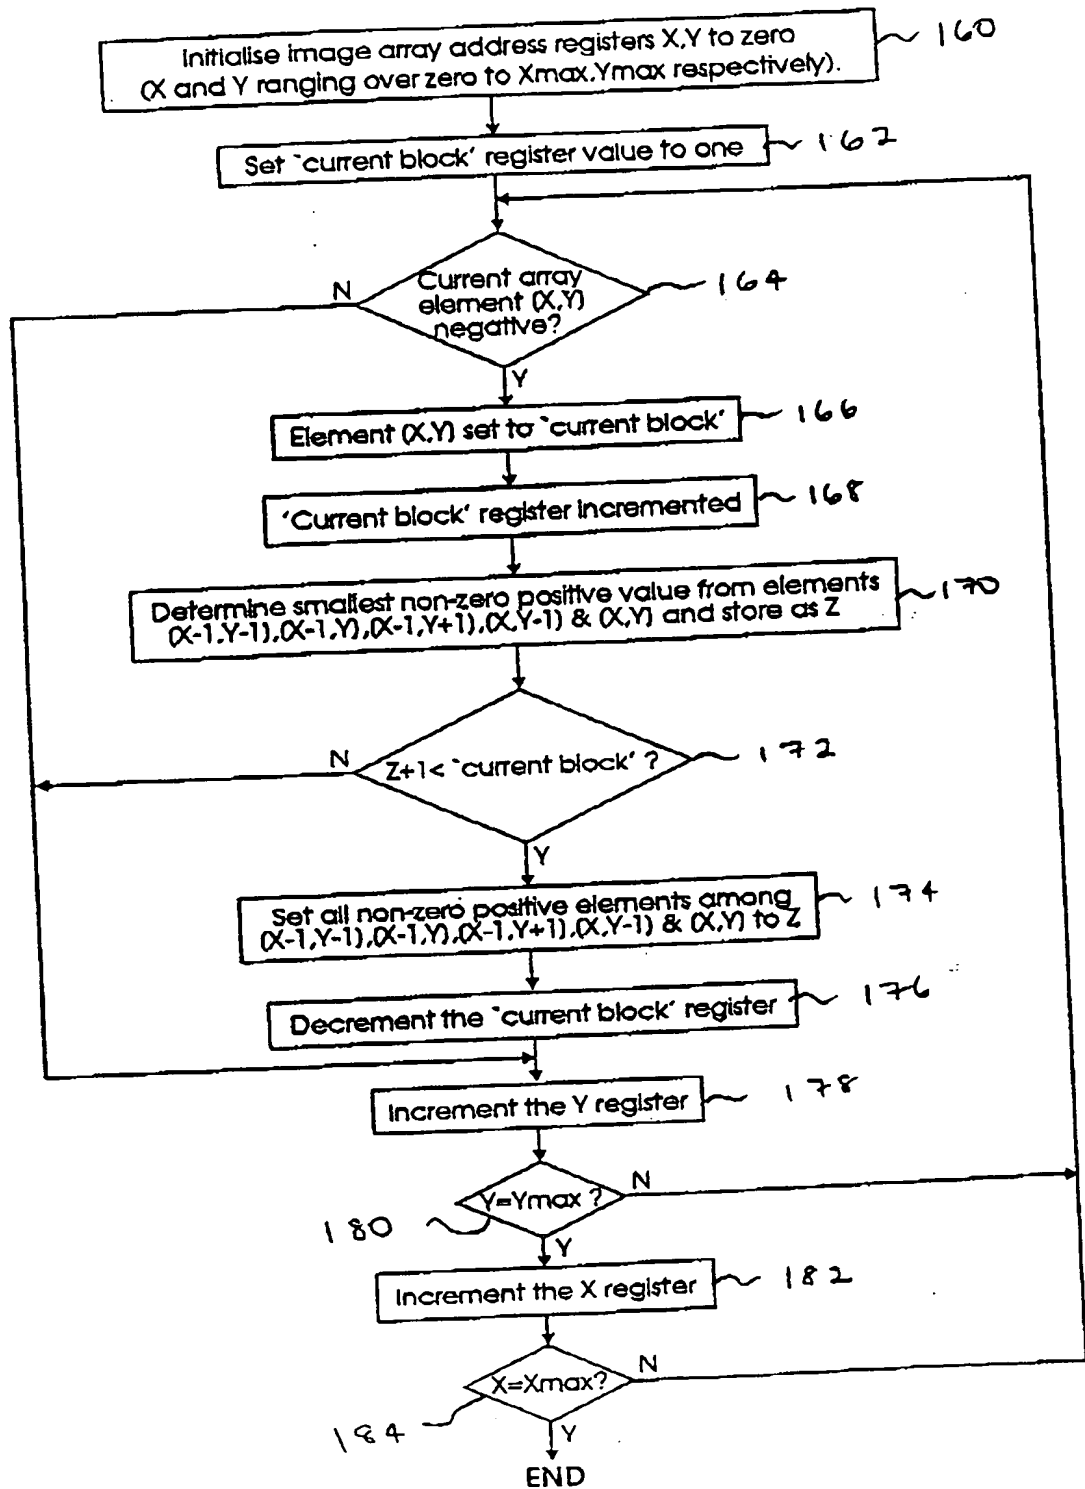 Initialise image array address registers X,Y to zero
(X and Y ranging over zero to Xmax,Ymax respectively).
160
Set `current block' register value to one
162
Current array
element (X,Y)
negative?
164
N
Y
Element (X,Y) set to `current block'
166
'Current block' register incremented
168
Determine smallest non-zero positive value from elements
(X-1,Y-1),(X-1,Y),(X-1,Y+1),(X,Y-1) & (X,Y) and store as Z
170
Z+1< `current block' ?
172
N
Y
Set all non-zero positive elements among
(X-1,Y-1),(X-1,Y),(X-1,Y+1),(X,Y-1) & (X,Y) to Z
174
Decrement the `current block' register
176
Increment the Y register
178
Y=Ymax ?
N
180
Y
Increment the X register
182
X=Xmax?
N
184
Y
END